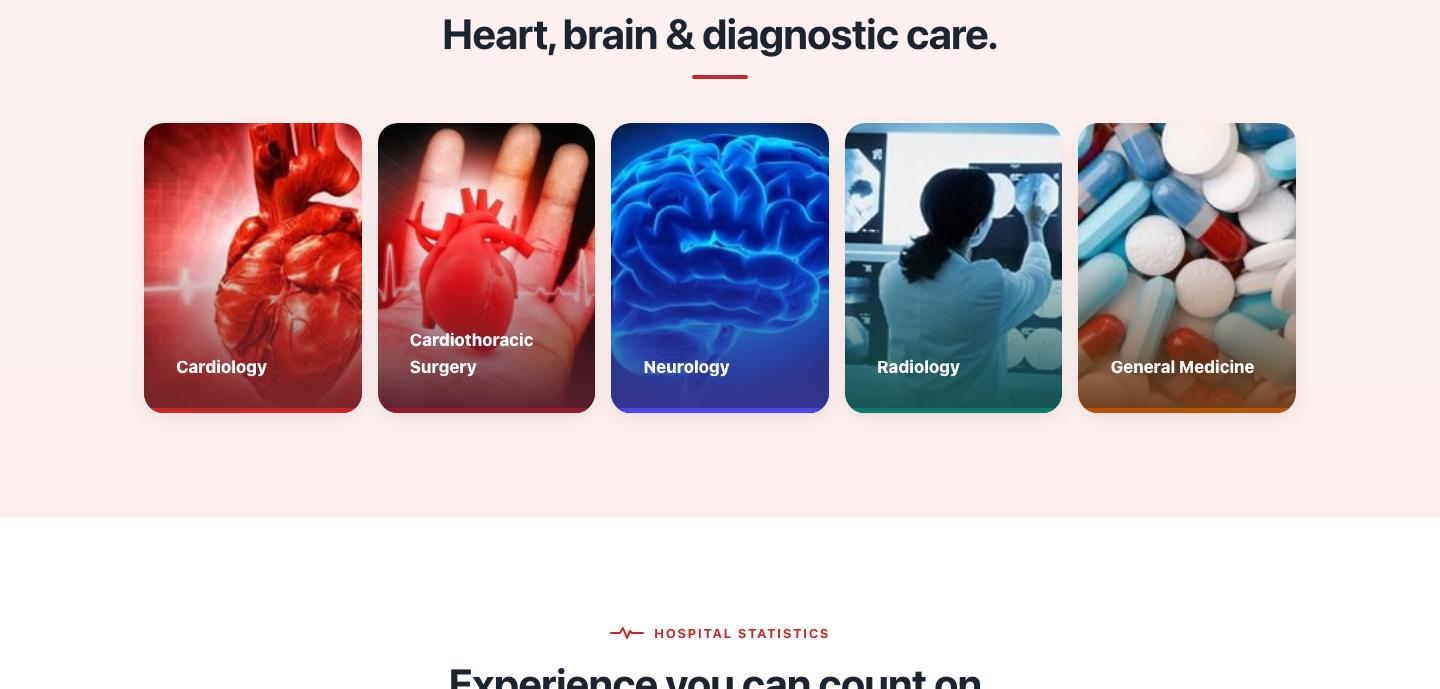 Heart, brain & diagnostic care.
Cardiology
Cardiothoracic
Surgery
Neurology
Radiology
General Medicine
HOSPITAL STATISTICS
Experience you can count on